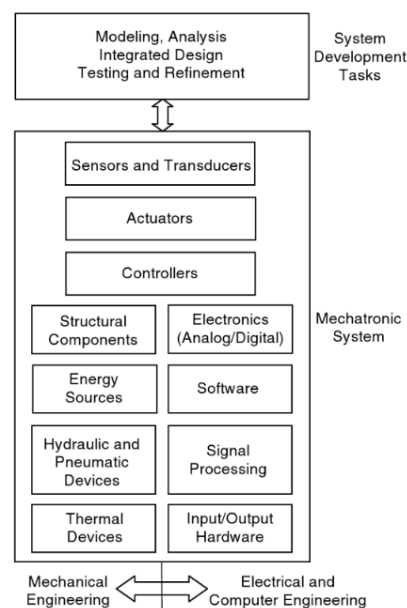 Modeling, Analysis
Integrated Design
Testing and Refinement
System
Development
Tasks
Sensors and Transducers
Actuators
Controllers
Structural
Components
Electronics
(Analog/Digital)
Mechatronic
System
Energy
Sources
Software
Hydraulic and
Pneumatic
Devices
Signal
Processing
Thermal
Devices
Input/Output
Hardware
Mechanical
Engineering
Electrical and
Computer Engineering